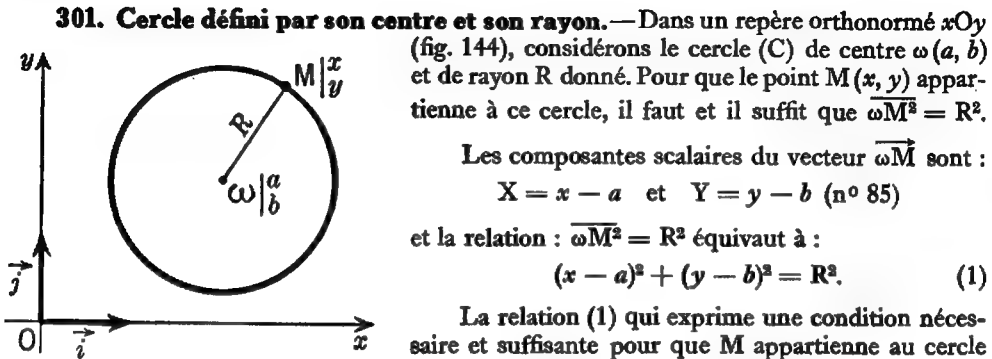 301. Cercle défini par son centre et son rayon.—Dans un repère orthonormé xOy
(fig. 144), considérons le cercle (C) de centre ω (a, b)
et de rayon R donné. Pour que le point M (x, y) appar-
tienne à ce cercle, il faut et il suffit que ωM² = R².
Les composantes scalaires du vecteur ωM sont :
X = x — a et Y = y — b (nº 85)
et la relation : ωM² = R² équivaut à :
(x — a)² + (y — b)² = R². (1)
La relation (1) qui exprime une condition néces-
saire et suffisante pour que M appartienne au cercle
y
M x y
R
ω a b
j
O
i
x